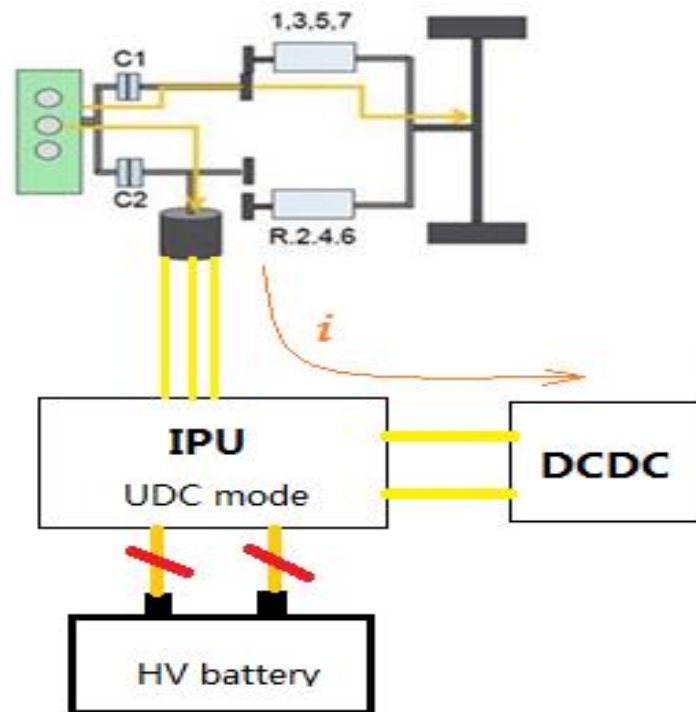 1,3,5,7
C1
C2
R.2.4.6
i
IPU
UDC mode
DCDC
HV battery